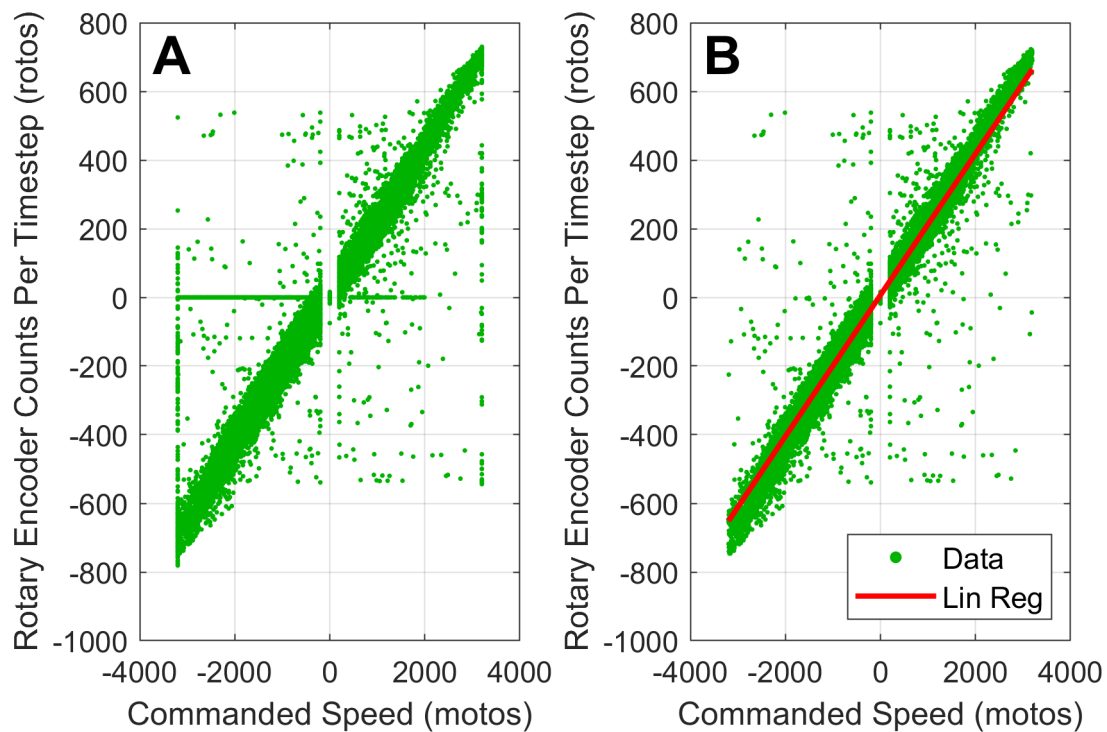 A
Rotary Encoder Counts Per Timestep (rotos)
800
600
400
200
0
-200
-400
-600
-800
-1000
-4000 -2000 0 2000 4000
Commanded Speed (motos)
B
Rotary Encoder Counts Per Timestep (rotos)
800
600
400
200
0
-200
-400
-600
-800
-1000
-4000 -2000 0 2000 4000
Commanded Speed (motos)
Data
Lin Reg